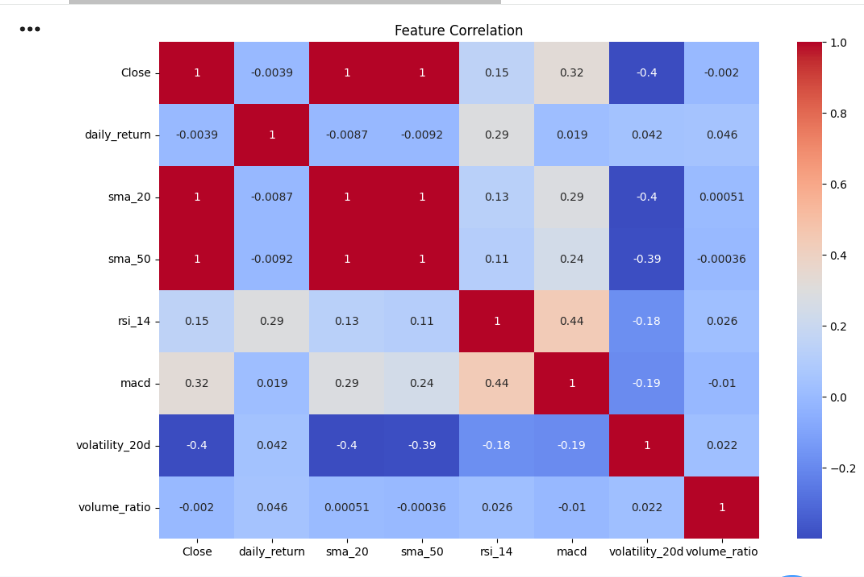 Feature Correlation
Close 1 -0.0039 1 1 0.15 0.32 -0.4 -0.002
daily_return -0.0039 1 -0.0087 -0.0092 0.29 0.019 0.042 0.046
sma_20 1 -0.0087 1 1 0.13 0.29 -0.4 0.00051
sma_50 1 -0.0092 1 1 0.11 0.24 -0.39 -0.00036
rsi_14 0.15 0.29 0.13 0.11 1 0.44 -0.18 0.026
macd 0.32 0.019 0.29 0.24 0.44 1 -0.19 -0.01
volatility_20d -0.4 0.042 -0.4 -0.39 -0.18 -0.19 1 0.022
volume_ratio -0.002 0.046 0.00051 -0.00036 0.026 -0.01 0.022 1
Close daily_return sma_20 sma_50 rsi_14 macd volatility_20d volume_ratio
1.0
0.8
0.6
0.4
0.2
0.0
−0.2